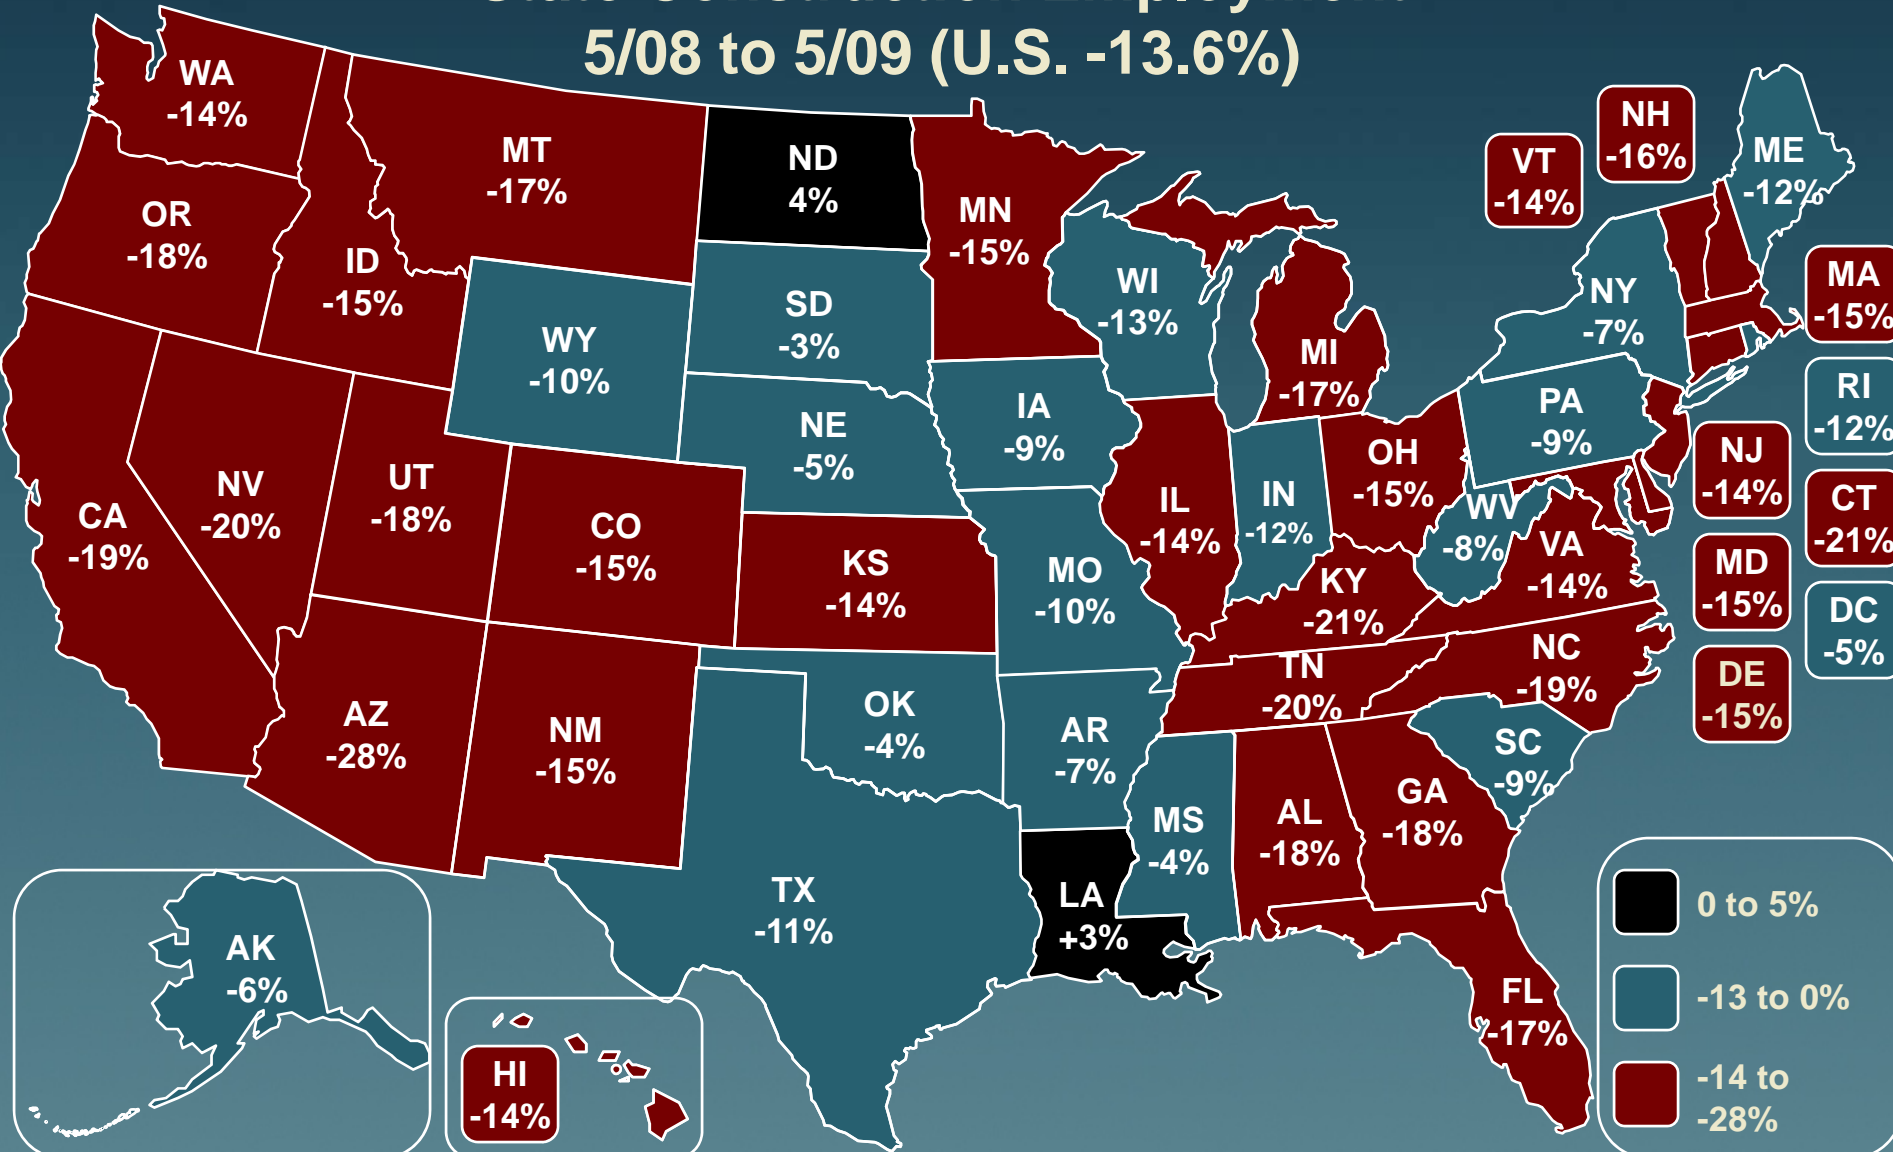 State Construction Employment
5/08 to 5/09 (U.S. -13.6%)
WA
-14%
MT
-17%
ND
4%
MN
-15%
VT
-14%
NH
-16%
ME
-12%
OR
-18%
ID
-15%
WY
-10%
SD
-3%
WI
-13%
MI
-17%
NY
-7%
MA
-15%
RI
-12%
NE
-5%
IA
-9%
PA
-9%
NJ
-14%
CT
-21%
CA
-19%
NV
-20%
UT
-18%
CO
-15%
KS
-14%
MO
-10%
IL
-14%
IN
-12%
OH
-15%
WV
-8%
VA
-14%
MD
-15%
DC
-5%
KY
-21%
DE
-15%
AZ
-28%
NM
-15%
OK
-4%
AR
-7%
TN
-20%
NC
-19%
SC
-9%
MS
-4%
AL
-18%
GA
-18%
TX
-11%
LA
+3%
FL
-17%
AK
-6%
HI
-14%
0 to 5%
-13 to 0%
-14 to
-28%